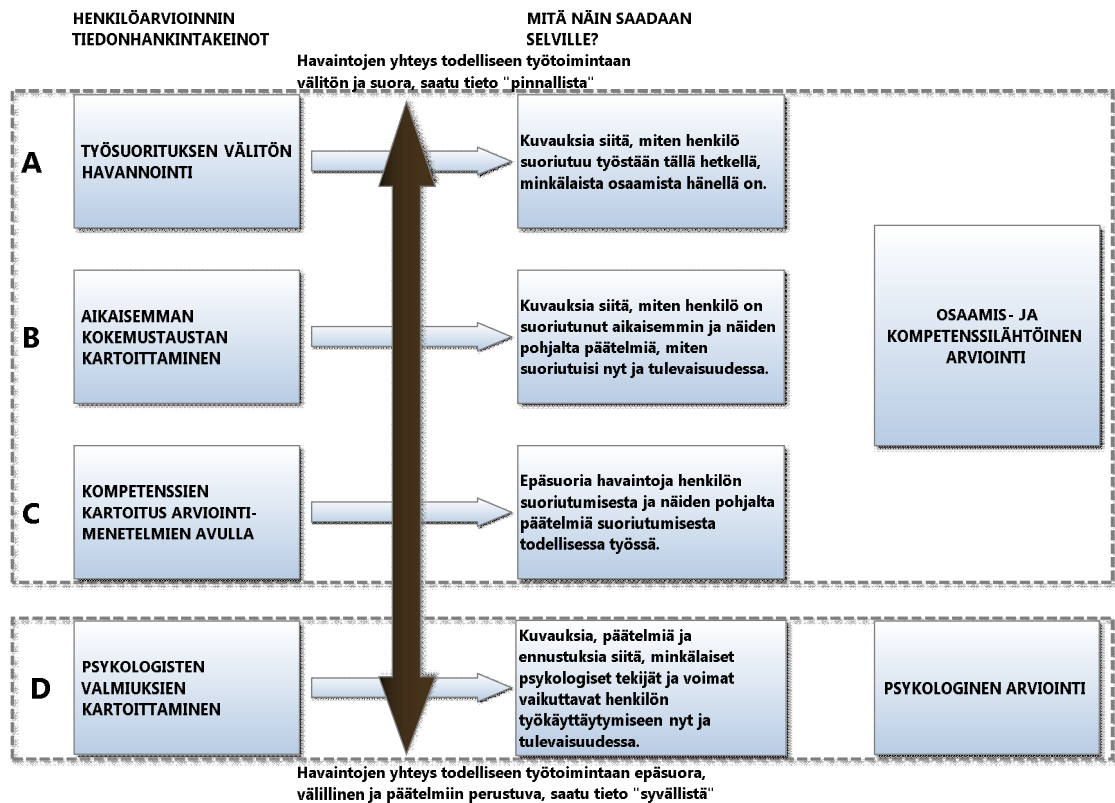 HENKILÖARVIOINNIN
TIEDONHANKINTAKEINOT
MITÄ NÄIN SAADAAN
SELVILLE?
Havaintojen yhteys todelliseen työtoimintaan
välitön ja suora, saatu tieto "pinnallista"
A
TYÖSUORITUKSEN VÄLITÖN
HAVANNOINTI
Kuvauksia siitä, miten henkilö
suoriutuu työstään tällä hetkellä,
minkälaista osaamista hänellä on.
B
AIKAISEMMAN
KOKEMUSTAUSTAN
KARTOITTAMINEN
Kuvauksia siitä, miten henkilö on
suoriutunut aikaisemmin ja näiden
pohjalta päätelmiä, miten
suoriutuisi nyt ja tulevaisuudessa.
OSAAMIS- JA
KOMPETENSSILÄHTÖINEN
ARVIOINTI
C
KOMPETENSSIEN
KARTOITUS ARVIOINTI-
MENETELMIEN AVULLA
Epäsuoria havaintoja henkilön
suoriutumisesta ja näiden pohjalta
päätelmiä suoriutumisesta
todellisessa työssä.
D
PSYKOLOGISTEN
VALMIUKSIEN
KARTOITTAMINEN
Kuvauksia, päätelmiä ja
ennustuksia siitä, minkälaiset
psykologiset tekijät ja voimat
vaikuttavat henkilön
työkäyttäytymiseen nyt ja
tulevaisuudessa.
PSYKOLOGINEN ARVIOINTI
Havaintojen yhteys todelliseen työtoimintaan epäsuora,
välillinen ja päätelmiin perustuva, saatu tieto "syvällistä"